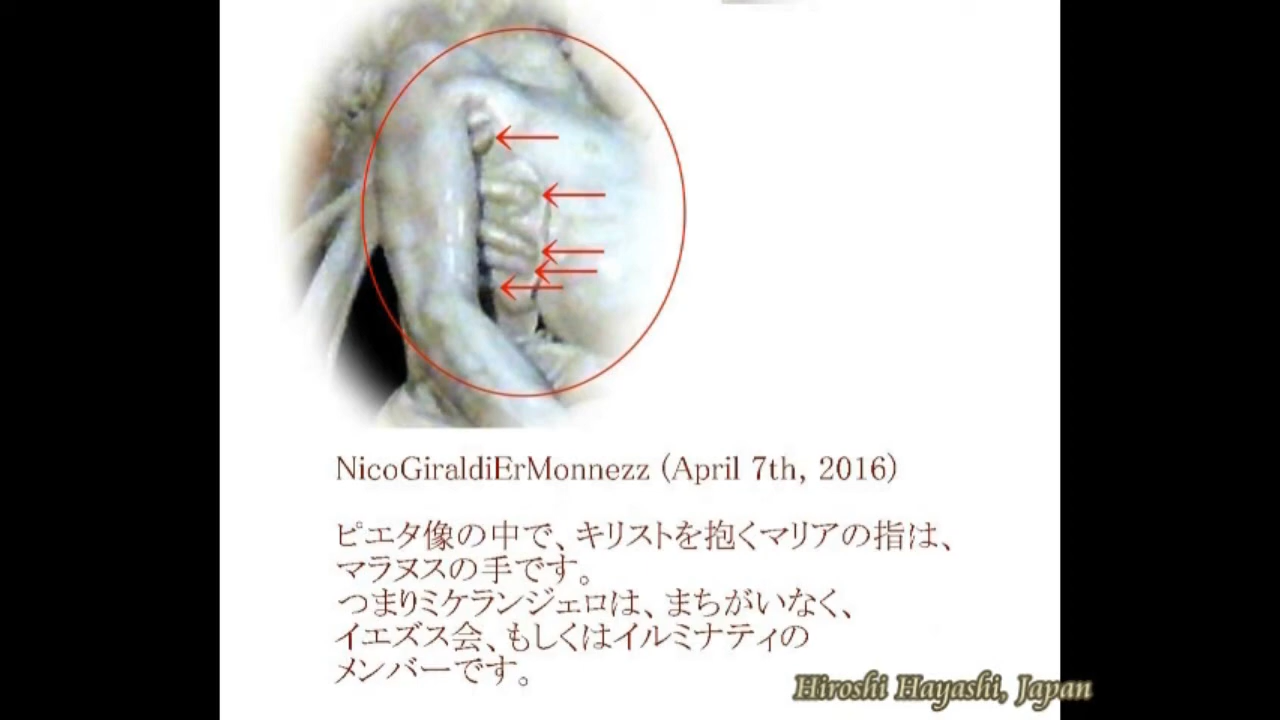 NicoGiraldiErMonnezz (April 7th, 2016)
ピエタ像の中で、キリストを抱くマリアの指は、
マラヌスの手です。
つまりミケランジェロは、まちがいなく、
イエズス会、もしくはイルミナティの
メンバーです。
Hiroshi Hayashi, Japan